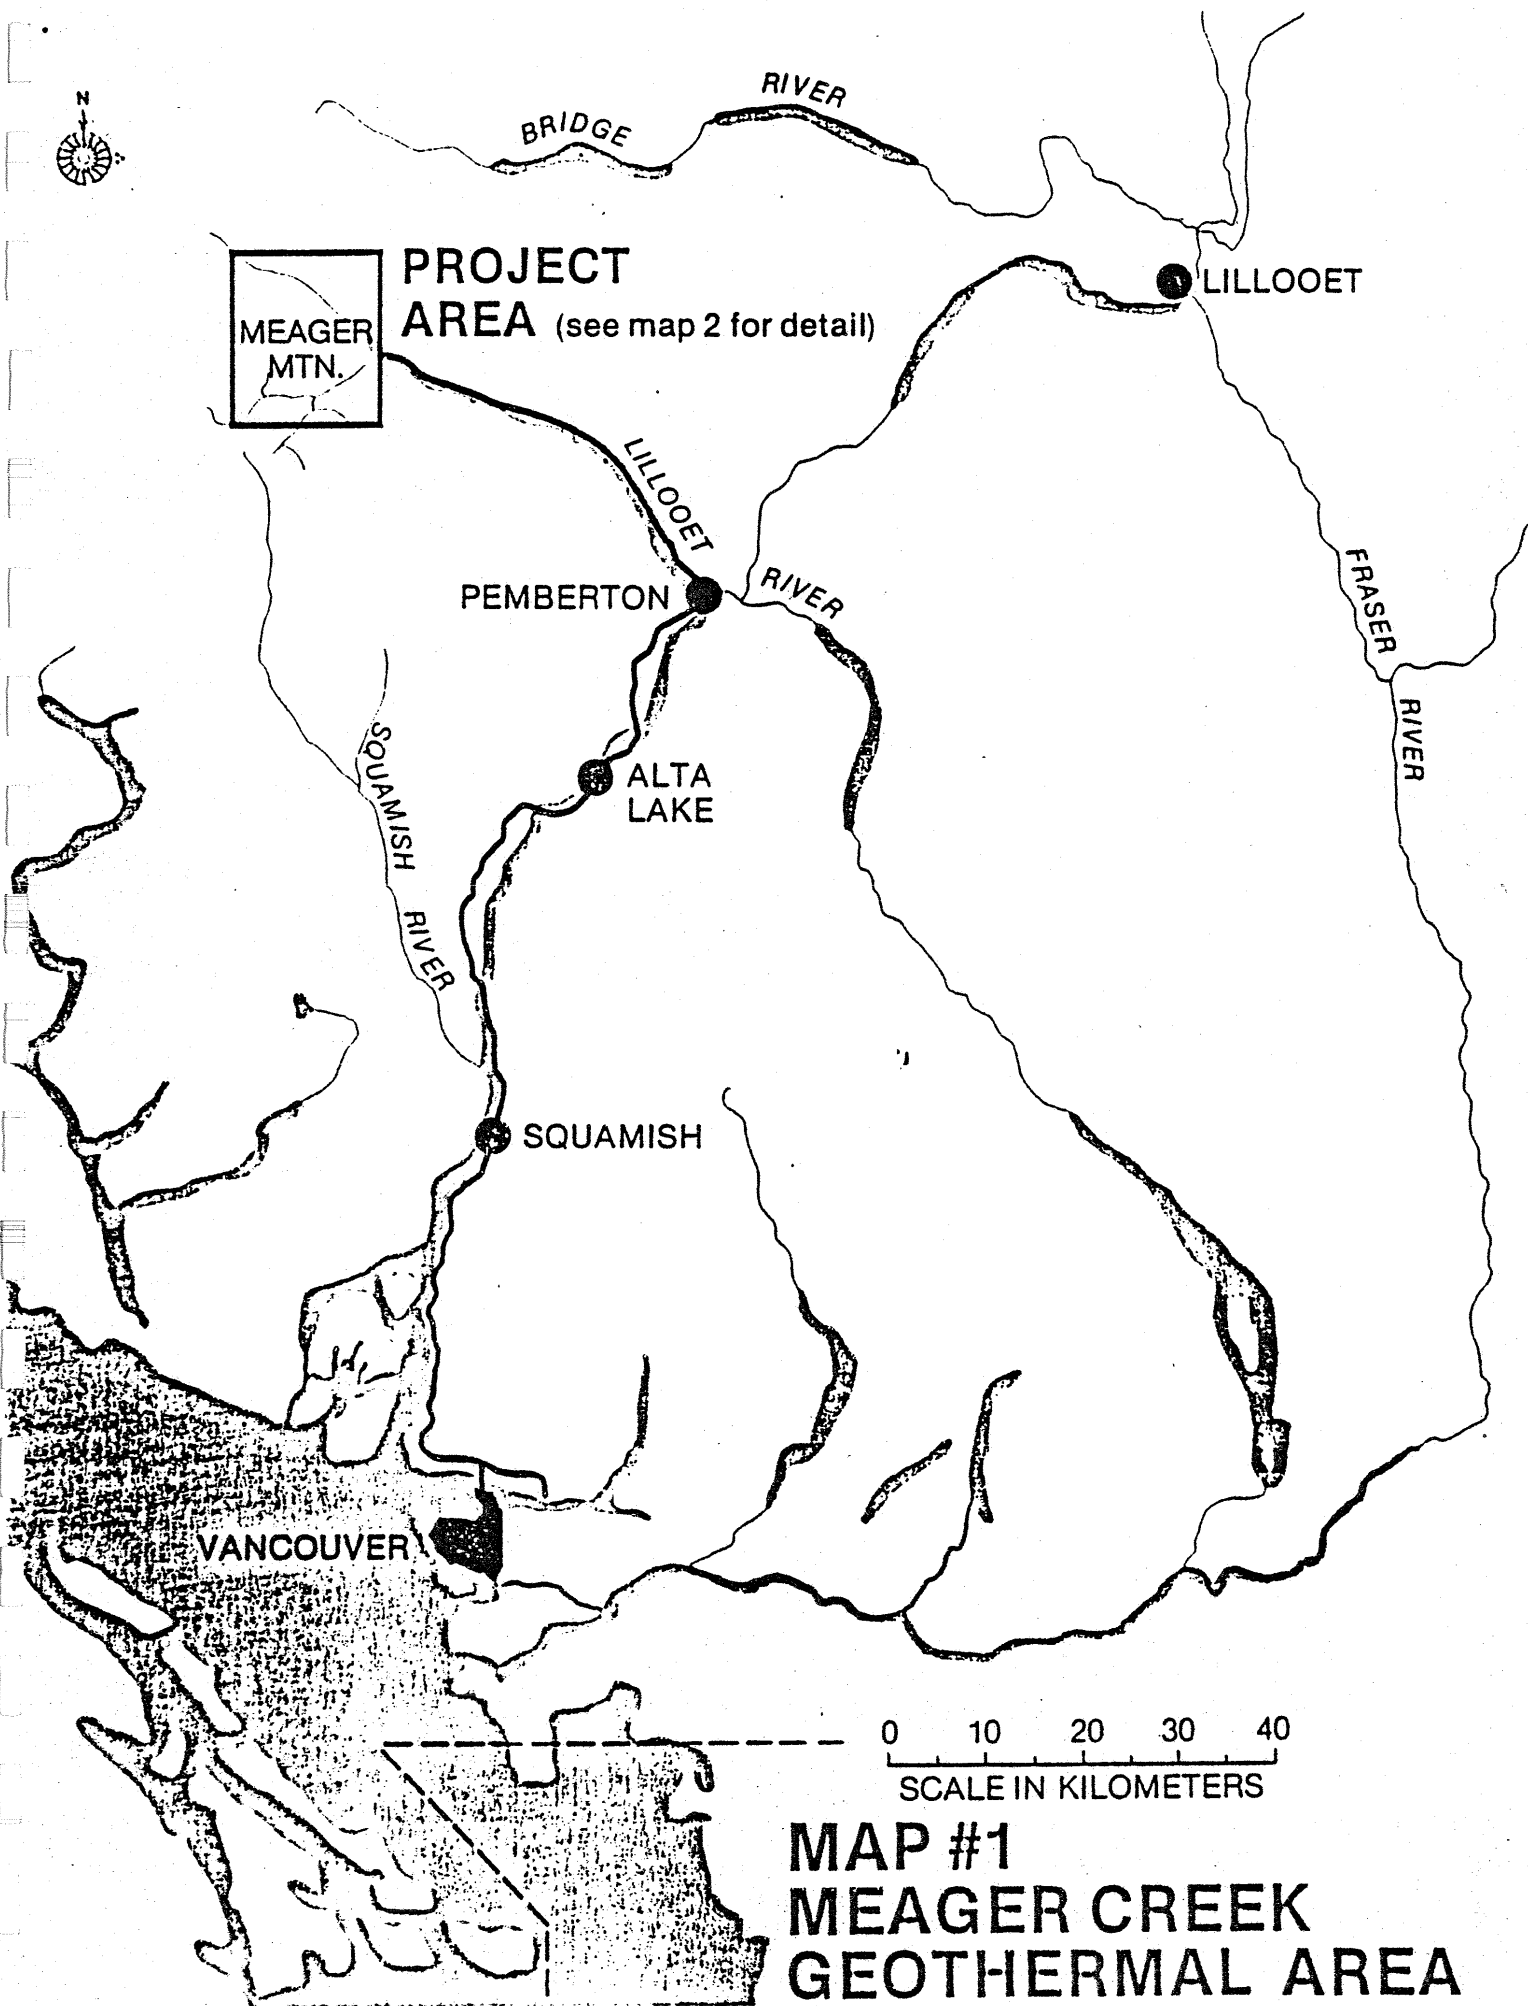 N
BRIDGE RIVER
PROJECT
AREA (see map 2 for detail)
MEAGER
MTN.
LILLOOET
LILLOOET RIVER
PEMBERTON
FRASER RIVER
SQUAMISH RIVER
ALTA
LAKE
SQUAMISH
VANCOUVER
0 10 20 30 40
SCALE IN KILOMETERS
MAP #1
MEAGER CREEK
GEOTHERMAL AREA